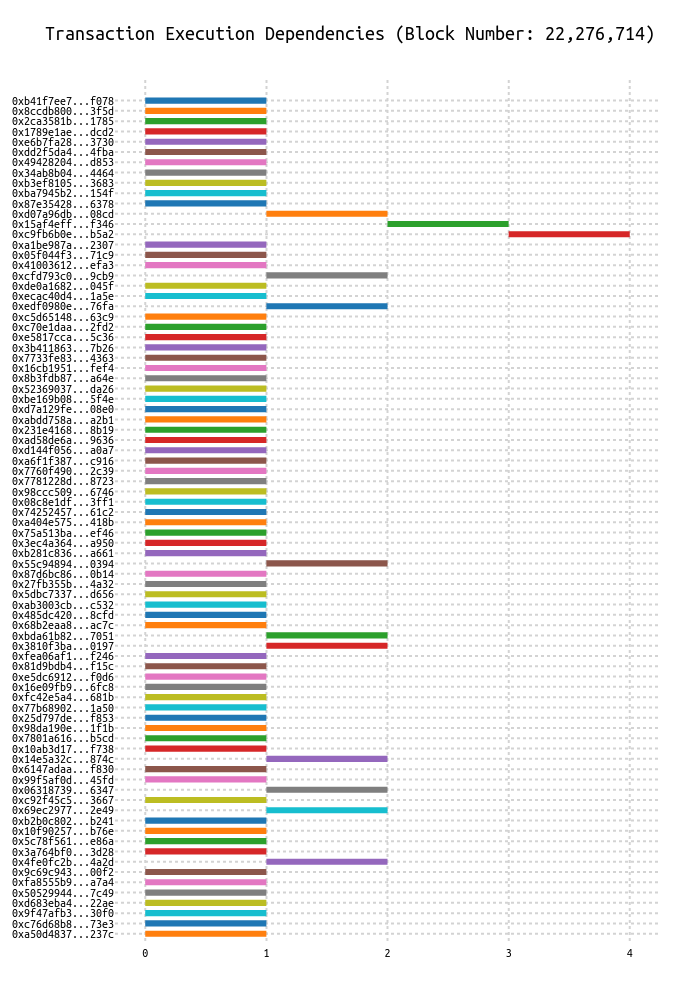 Transaction Execution Dependencies (Block Number: 22,276,714)
0xb41f7ee7...f078
0x8ccdb800...3f5d
0x2ca3581b...1785
0x1789e1ae...dcd2
0xe6b7fa28...3730
0xdd2f5da4...4fba
0x49428204...d853
0x34ab8b04...4464
0xb3ef8105...3683
0xba7945b2...154f
0x87e35428...6378
0xd07a96db...08cd
0x15af4eff...f346
0xc9fb6b0e...b5a2
0xa1be987a...2307
0x05f044f3...71c9
0x41003612...efa3
0xcfd793c0...9cb9
0xde0a1682...045f
0xecac40d4...1a5e
0xedf0980e...76fa
0xc5d65148...63c9
0xc70e1daa...2fd2
0xe5817cca...5c36
0x3b411863...7b26
0x7733fe83...4363
0x16cb1951...fef4
0x8b3fdb87...a64e
0x52369037...da26
0xbe169b08...5f4e
0xd7a129fe...08e0
0xabdd758a...a2b1
0x231e4168...8b19
0xad58de6a...9636
0xd144f056...a0a7
0xa6f1f387...c916
0x7760f490...2c39
0x7781228d...8723
0x98ccc509...6746
0x08c8e1df...3ff1
0x74252457...61c2
0xa404e575...418b
0x75a513ba...ef46
0x3ec4a364...a950
0xb281c836...a661
0x55c94894...0394
0x87d6bc86...0b14
0x27fb355b...4a32
0x5dbc7337...d656
0xab3003cb...c532
0x485dc420...8cfd
0x68b2eaa8...ac7c
0xbda61b82...7051
0x3810f3ba...0197
0xfea06af1...f246
0x81d9bdb4...f15c
0xe5dc6912...f0d6
0x16e09fb9...6fc8
0xfc42e5a4...681b
0x77b68902...1a50
0x25d797de...f853
0x98da190e...1f1b
0x7801a616...b5cd
0x10ab3d17...f738
0x14e5a32c...874c
0x6147adaa...f830
0x99f5af0d...45fd
0x06318739...6347
0xc92f45c5...3667
0x69ec2977...2e49
0xb2b0c802...b241
0x10f90257...b76e
0x5c78f561...e86a
0x3a764bf0...3d28
0x4fe0fc2b...4a2d
0x9c69c943...00f2
0xfa8555b9...a7a4
0x50529944...7c49
0xd683eba4...22ae
0x9f47afb3...30f0
0xc76d68b8...73e3
0xa50d4837...237c
0 1 2 3 4